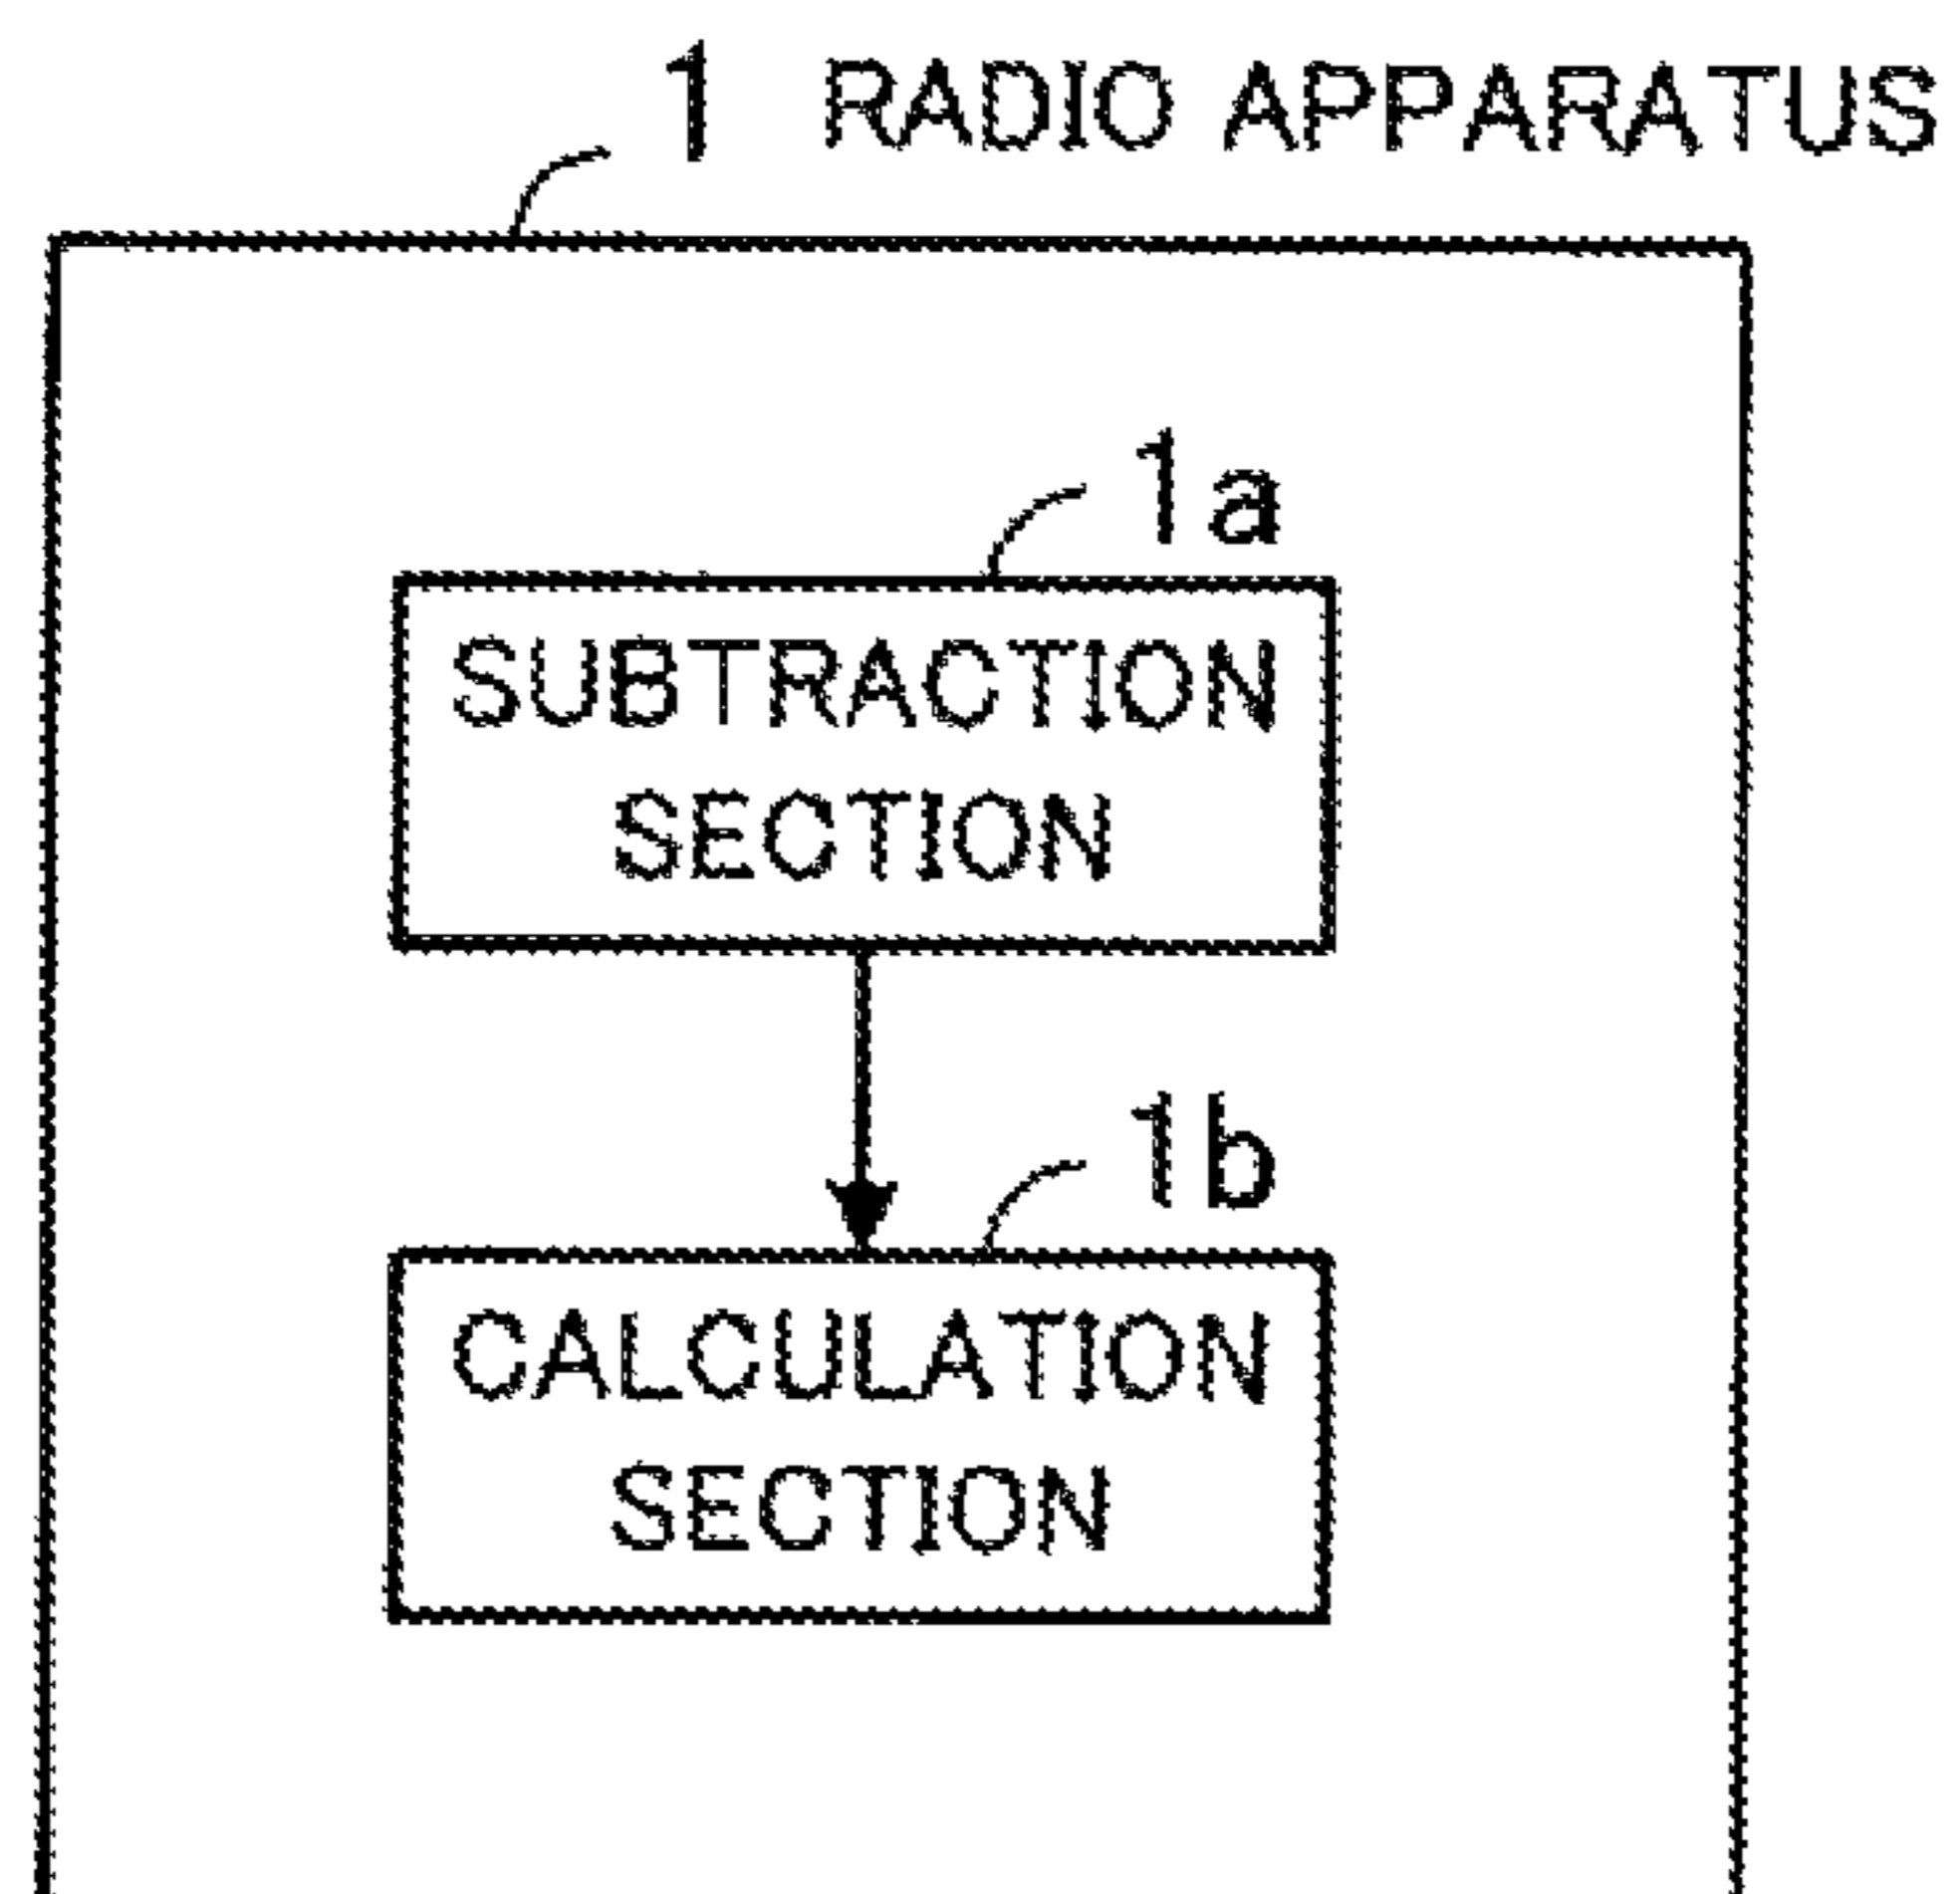 1 RADIO APPARATUS
1a
SUBTRACTION
SECTION
1b
CALCULATION
SECTION